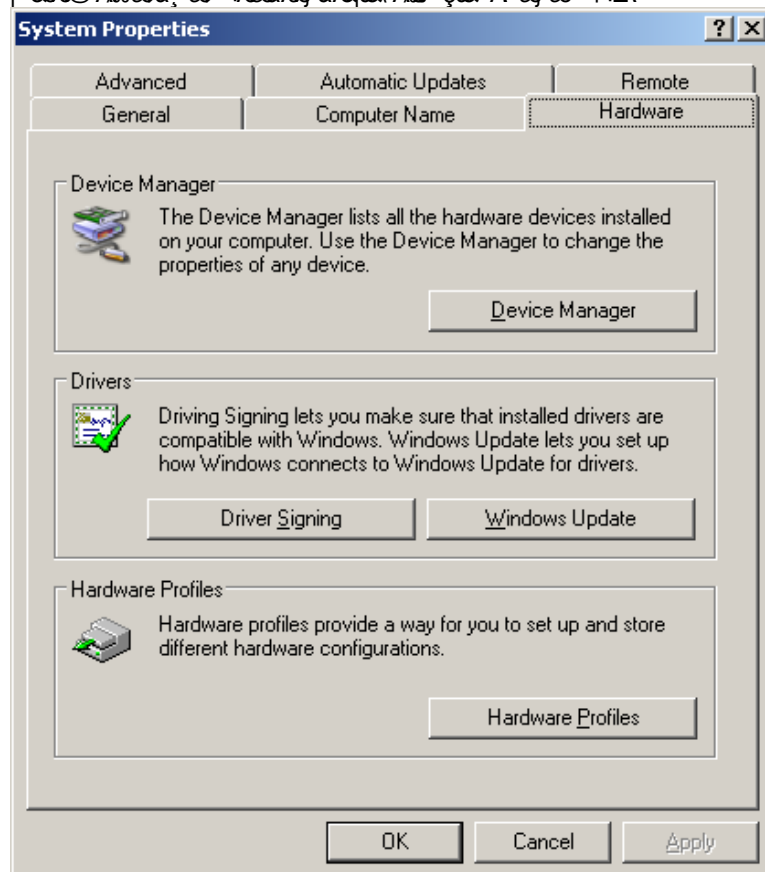 System Properties
Advanced Automatic Updates Remote
General Computer Name Hardware
Device Manager
The Device Manager lists all the hardware devices installed
on your computer. Use the Device Manager to change the
properties of any device.
Device Manager
Drivers
Driving Signing lets you make sure that installed drivers are
compatible with Windows. Windows Update lets you set up
how Windows connects to Windows Update for drivers.
Driver Signing Windows Update
Hardware Profiles
Hardware profiles provide a way for you to set up and store
different hardware configurations.
Hardware Profiles
OK Cancel Apply